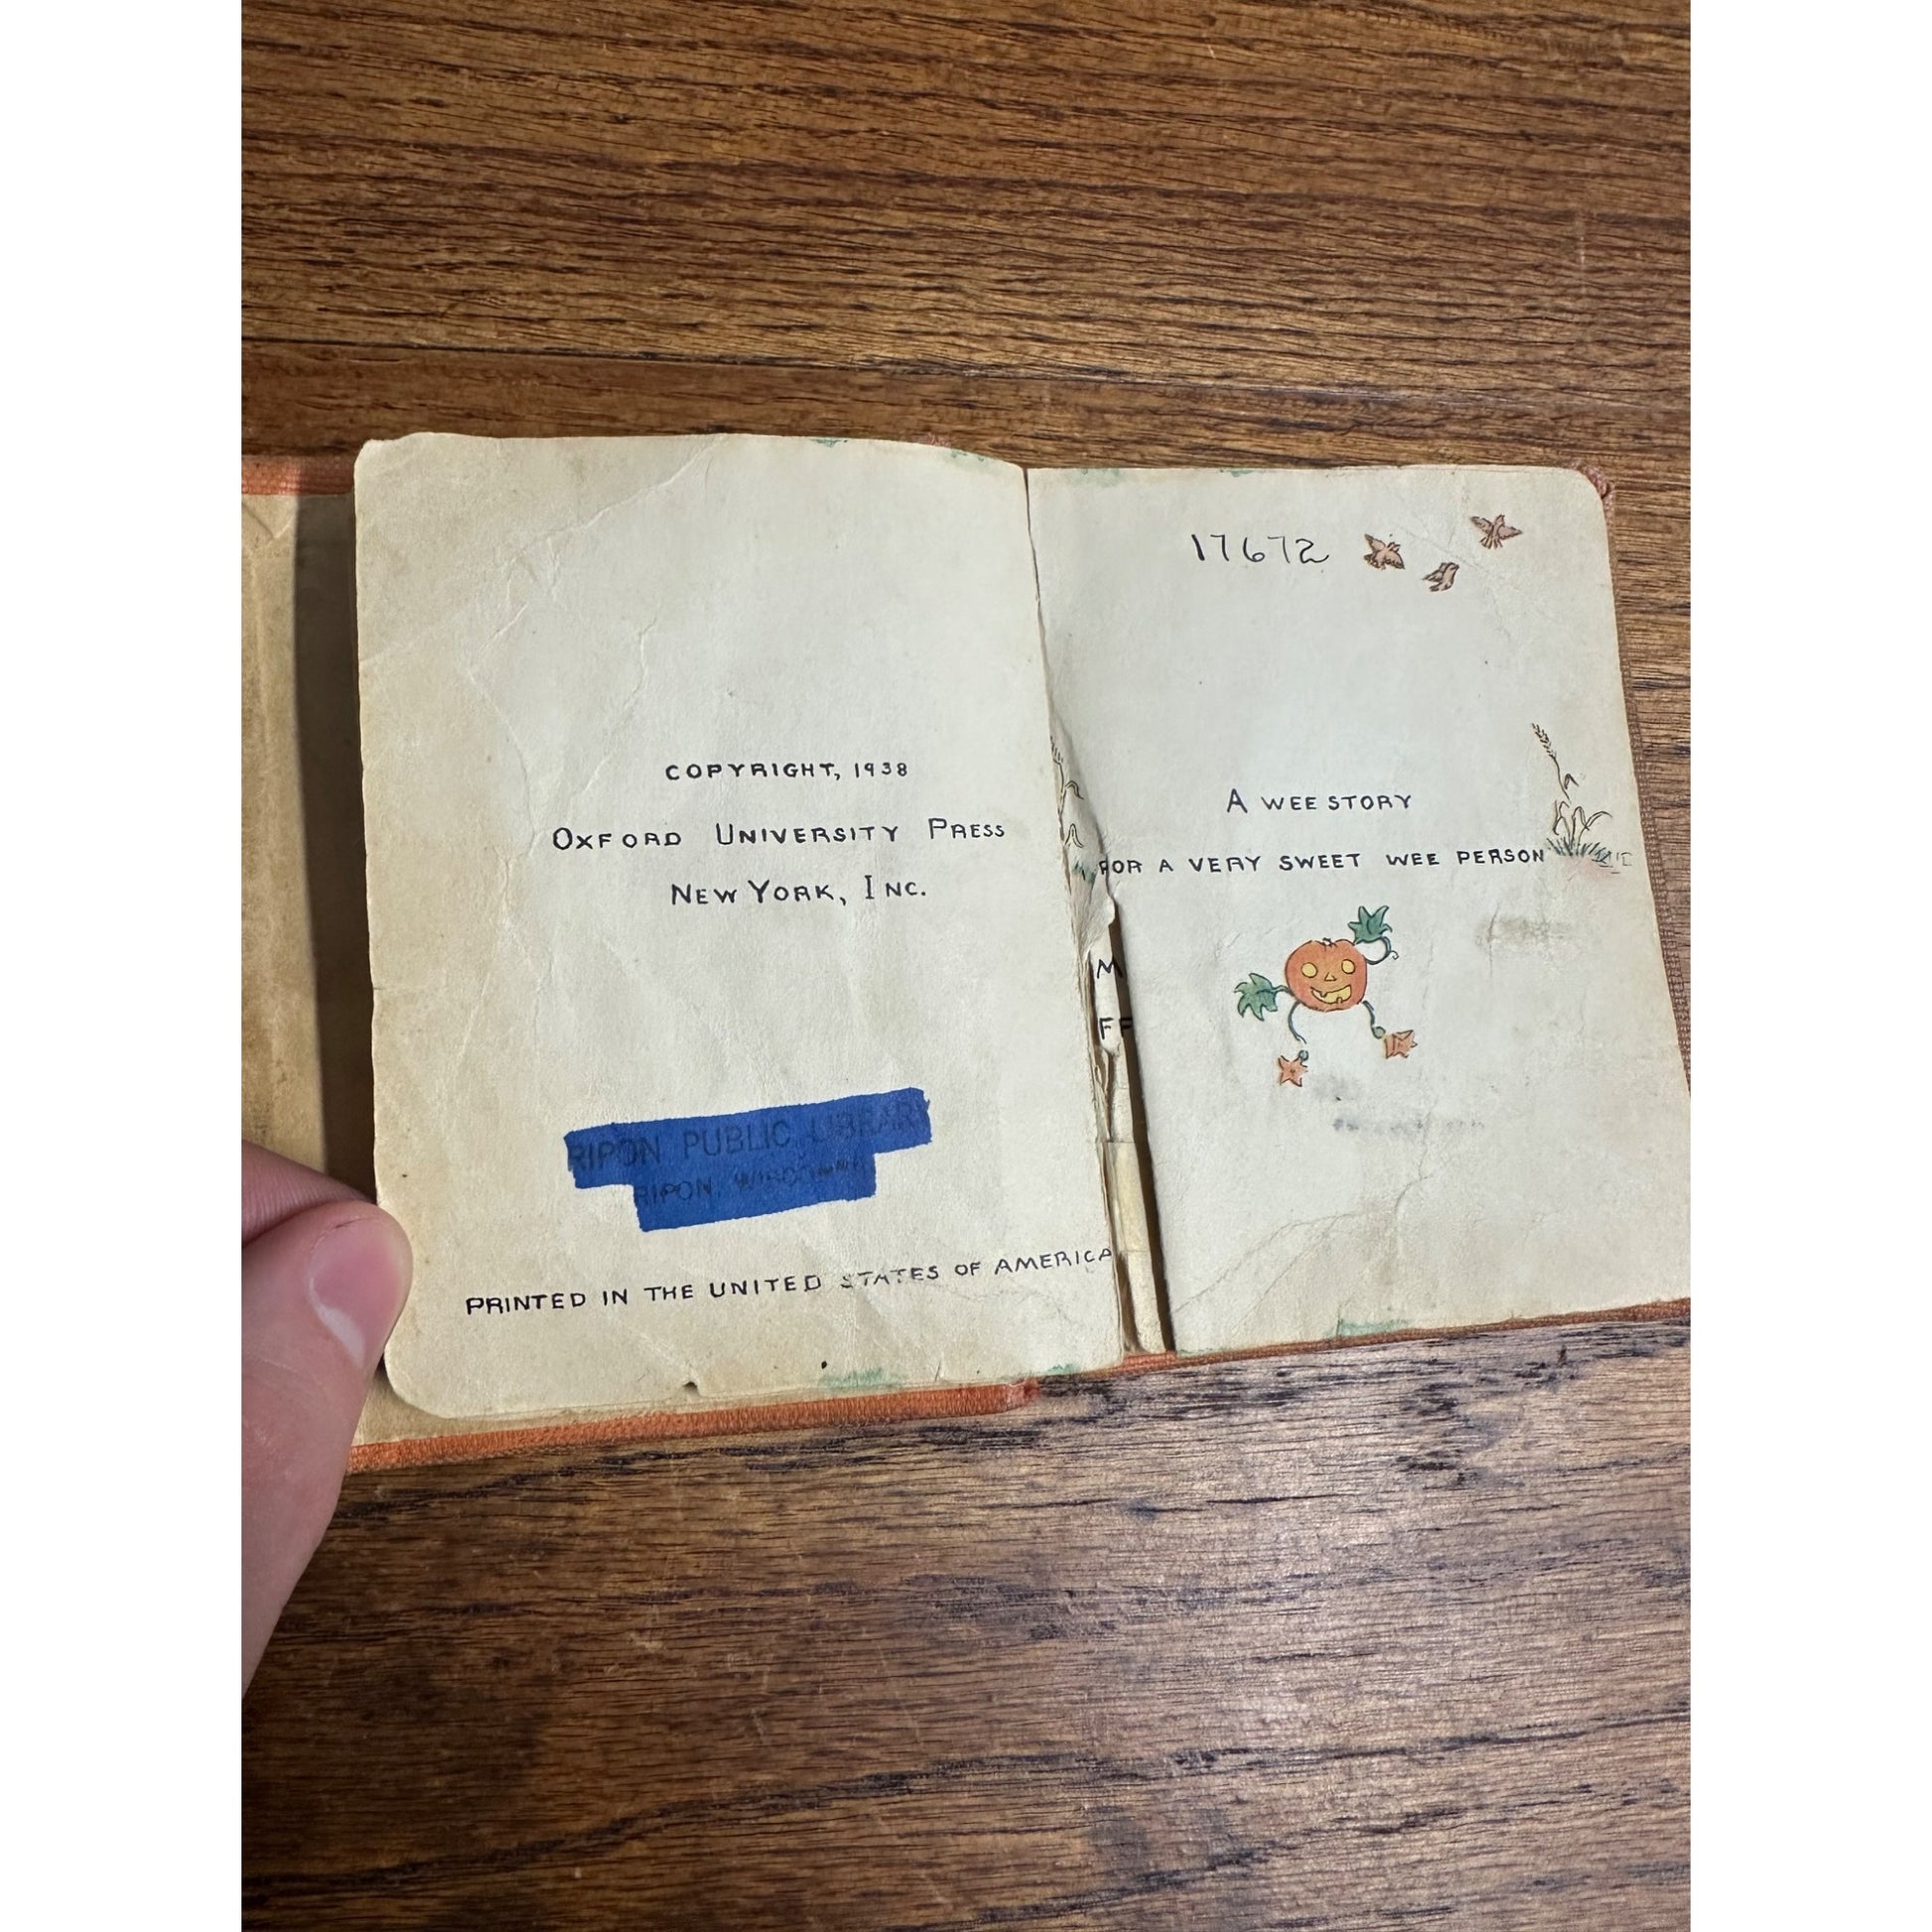 COPYRIGHT, 1938
OXFORD UNIVERSITY PRESS
NEW YORK, INC.
RIPON PUBLIC LIBRARY
RIPON,
PRINTED IN THE UNITED STATES OF AMERICA
17672
A WEE STORY
FOR A VERY SWEET WEE PERSON
M
FF